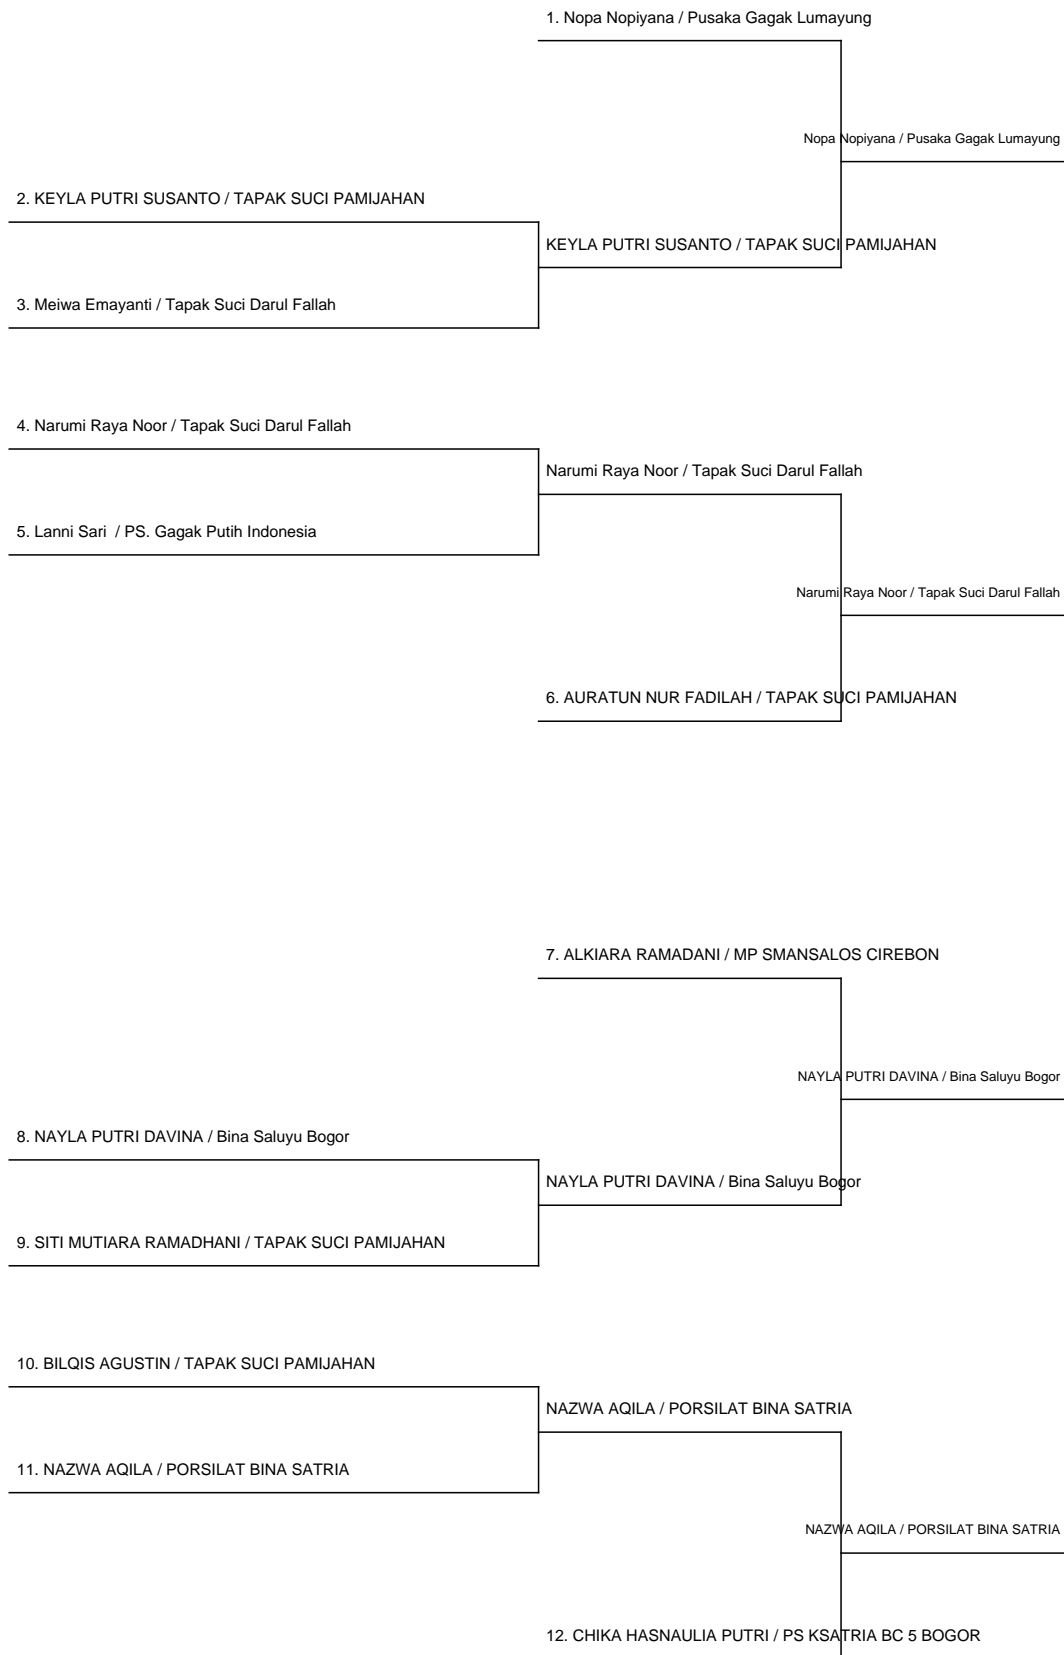 1. Nopa Nopiyana / Pusaka Gagak Lumayung
Nopa Nopiyana / Pusaka Gagak Lumayung
2. KEYLA PUTRI SUSANTO / TAPAK SUCI PAMIJAHAN
KEYLA PUTRI SUSANTO / TAPAK SUCI PAMIJAHAN
3. Meiwa Emayanti / Tapak Suci Darul Fallah
4. Narumi Raya Noor / Tapak Suci Darul Fallah
Narumi Raya Noor / Tapak Suci Darul Fallah
5. Lanni Sari  / PS. Gagak Putih Indonesia
Narumi Raya Noor / Tapak Suci Darul Fallah
6. AURATUN NUR FADILAH / TAPAK SUCI PAMIJAHAN
7. ALKIARA RAMADANI / MP SMANSALOS CIREBON
NAYLA PUTRI DAVINA / Bina Saluyu Bogor
8. NAYLA PUTRI DAVINA / Bina Saluyu Bogor
NAYLA PUTRI DAVINA / Bina Saluyu Bogor
9. SITI MUTIARA RAMADHANI / TAPAK SUCI PAMIJAHAN
10. BILQIS AGUSTIN / TAPAK SUCI PAMIJAHAN
NAZWA AQILA / PORSILAT BINA SATRIA
11. NAZWA AQILA / PORSILAT BINA SATRIA
NAZWA AQILA / PORSILAT BINA SATRIA
12. CHIKA HASNAULIA PUTRI / PS KSATRIA BC 5 BOGOR